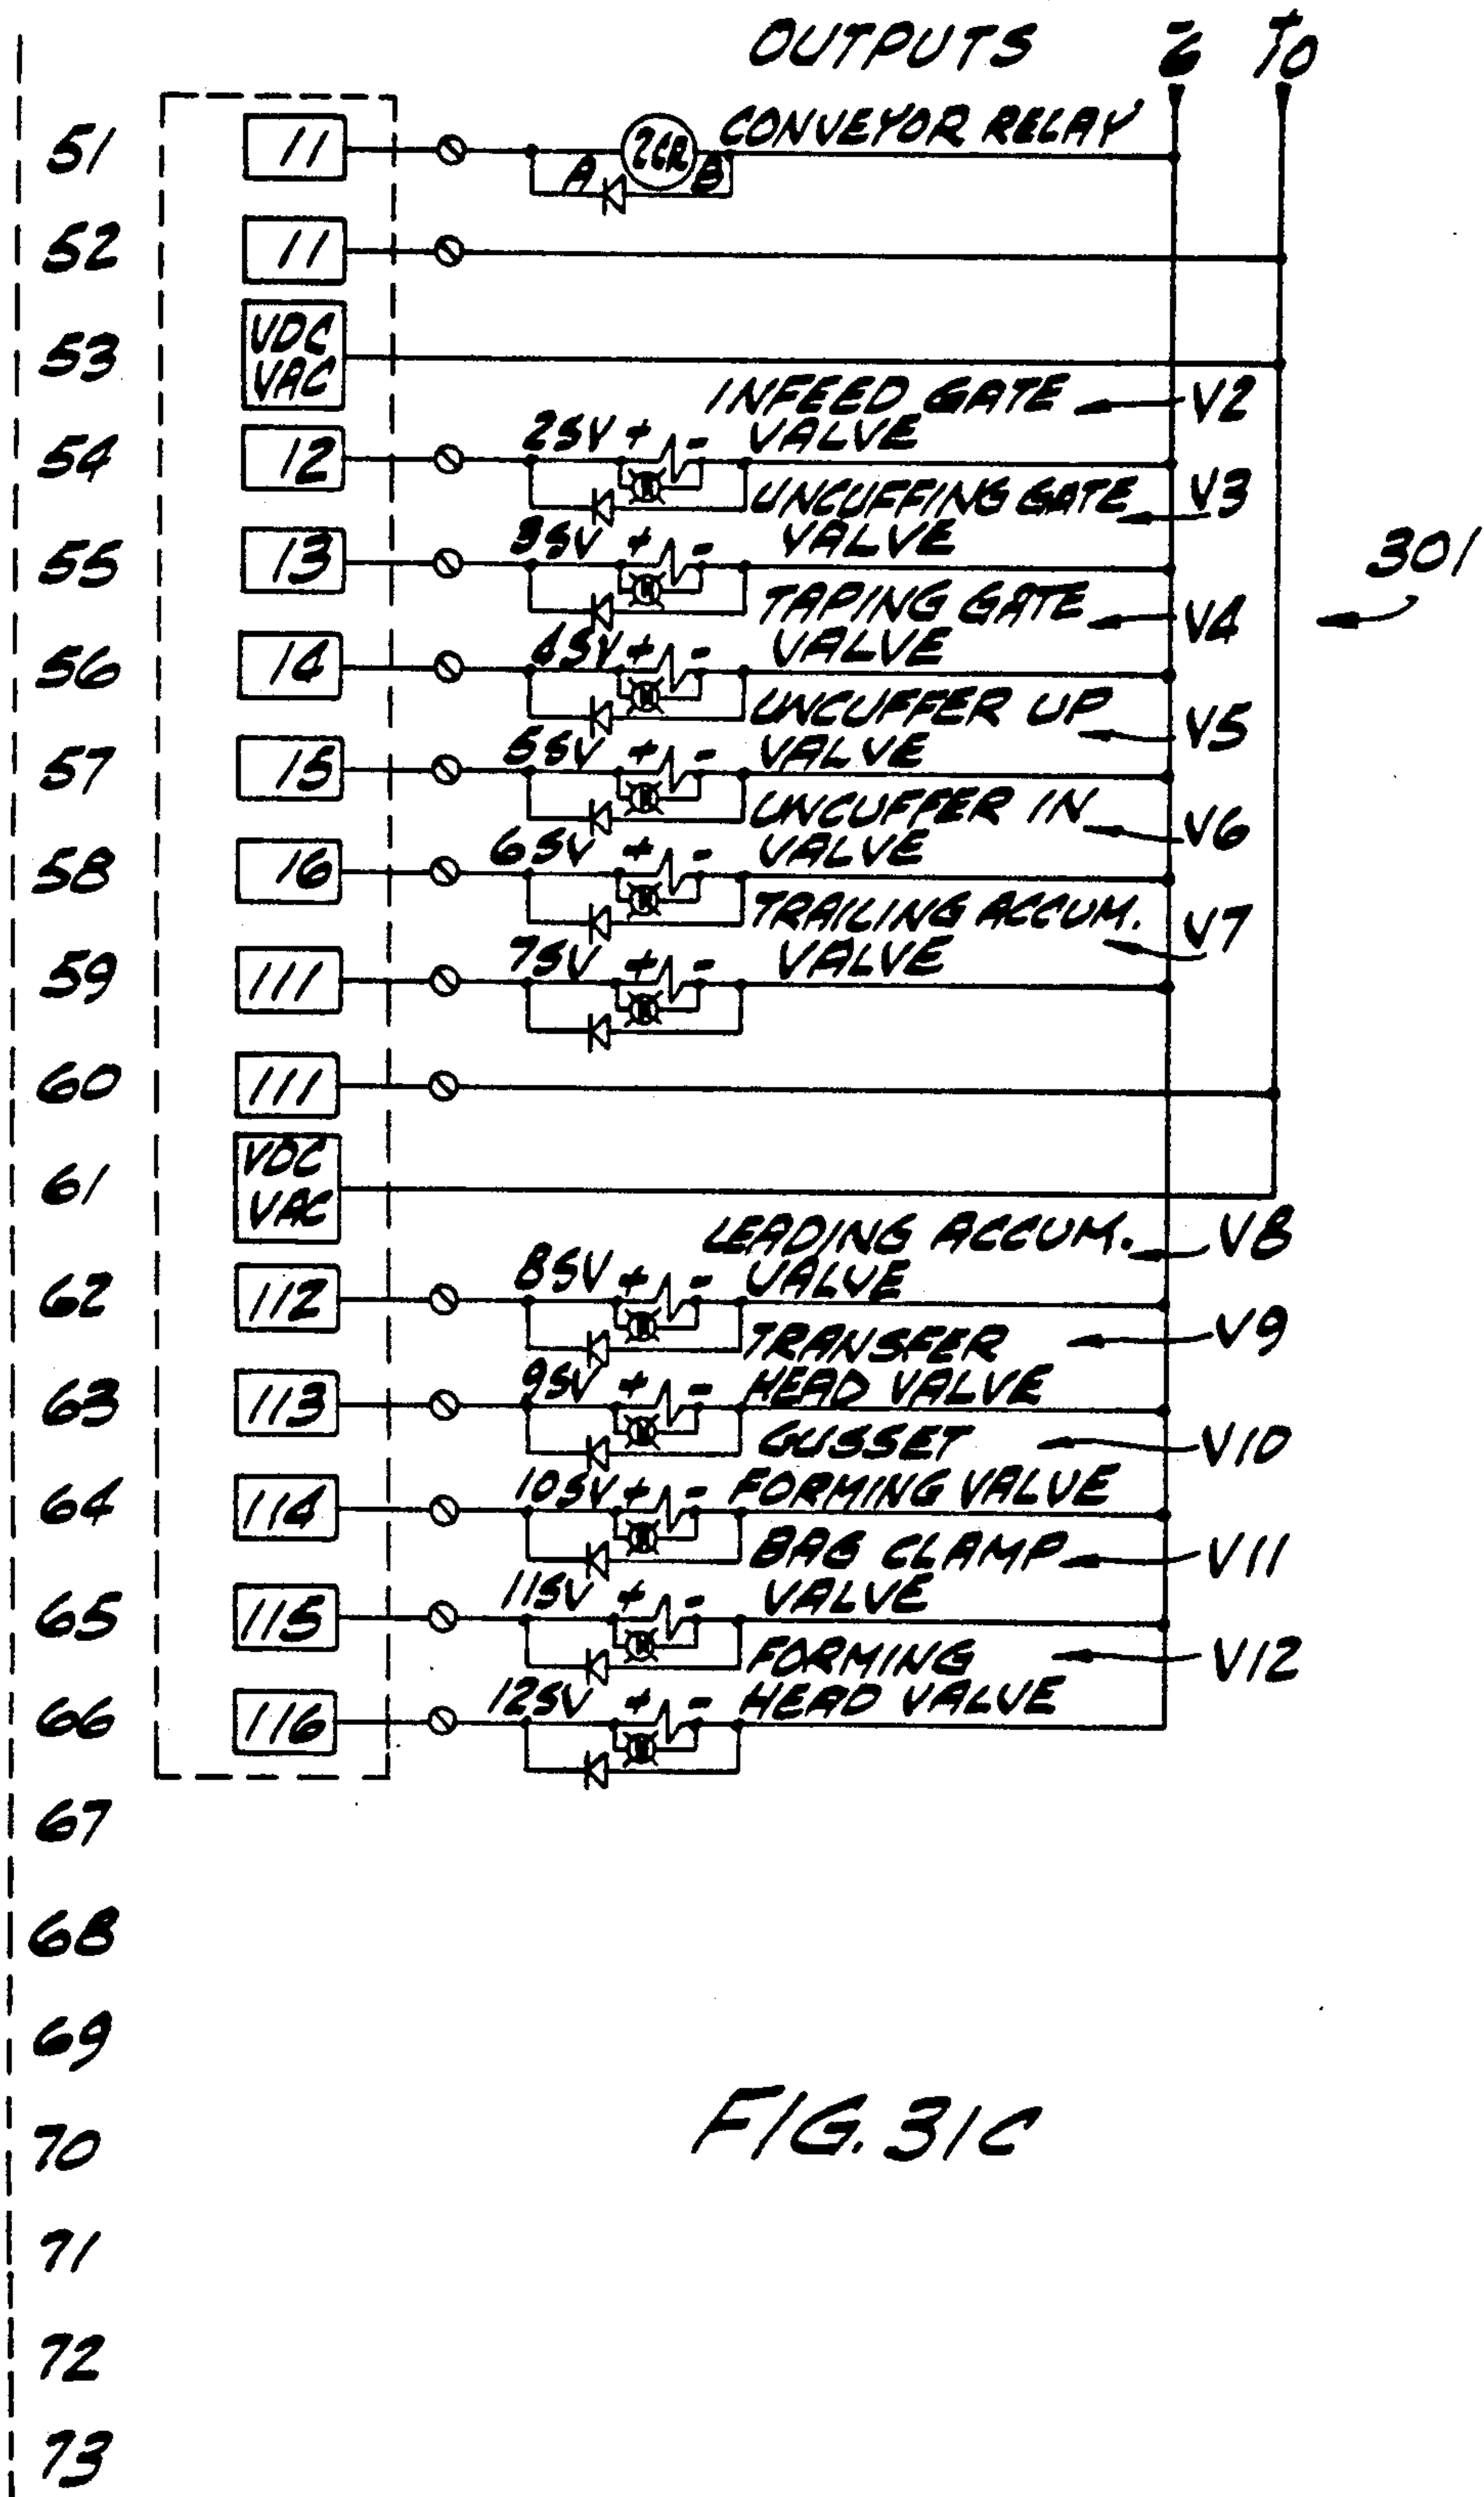 OUTPUTS
51 11 A 2CR B CONVEYOR RELAY
52 11
53 VDC
VAC
INFEED GATE V2
VALVE
54 12 2SV + -
UNCUFFING GATE V3
VALVE
55 13 3SV + -
301
TAPING GATE V4
VALVE
56 14 4SV + -
UNCUFFER UP V5
VALVE
57 15 5SV + -
UNCUFFER IN V6
VALVE
58 16 6SV + -
TRAILING ACCUM. V7
VALVE
59 111 7SV + -
60 111
61 VDC
VAC
LEADING ACCUM. V8
VALVE
62 112 8SV + -
TRANSFER V9
HEAD VALVE
63 113 9SV + -
GUSSET V10
FORMING VALVE
64 114 10SV + -
BAG CLAMP V11
VALVE
65 115 11SV + -
FORMING V12
HEAD VALVE
66 116 12SV + -
67
68
69
70
71
72
73
FIG. 31C